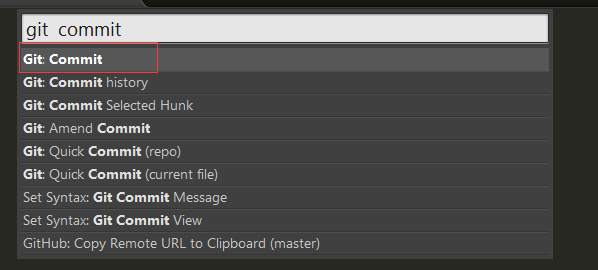 git  commit
Git: Commit
Git: Commit history
Git: Commit Selected Hunk
Git: Amend Commit
Git: Quick Commit (repo)
Git: Quick Commit (current file)
Set Syntax: Git Commit Message
Set Syntax: Git Commit View
GitHub: Copy Remote URL to Clipboard (master)